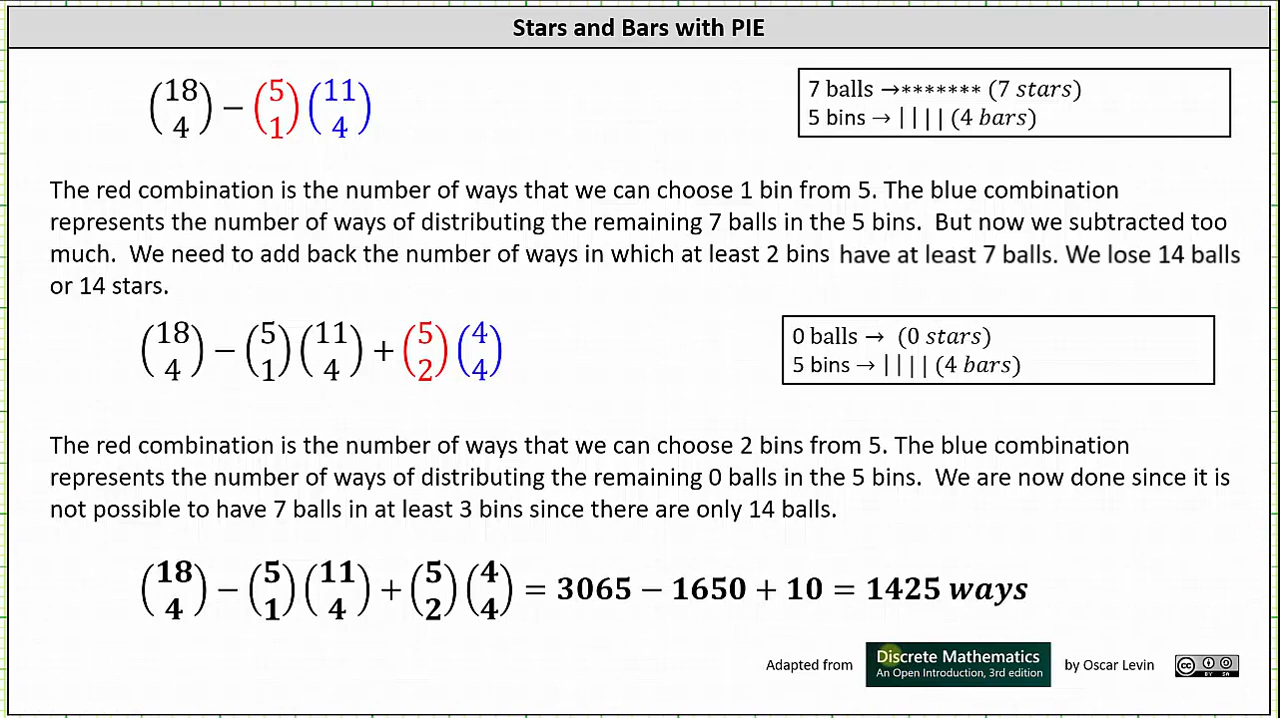 Stars and Bars with PIE
(18 4) − (5 1)(11 4)
7 balls →******* (7 stars)
5 bins → | | | | (4 bars)
The red combination is the number of ways that we can choose 1 bin from 5. The blue combination
represents the number of ways of distributing the remaining 7 balls in the 5 bins. But now we subtracted too
much. We need to add back the number of ways in which at least 2 bins have at least 7 balls. We lose 14 balls
or 14 stars.
(18 4) − (5 1)(11 4) + (5 2)(4 4)
0 balls → (0 stars)
5 bins → | | | | (4 bars)
The red combination is the number of ways that we can choose 2 bins from 5. The blue combination
represents the number of ways of distributing the remaining 0 balls in the 5 bins. We are now done since it is
not possible to have 7 balls in at least 3 bins since there are only 14 balls.
(18 4) − (5 1)(11 4) + (5 2)(4 4) = 3065 − 1650 + 10 = 1425 ways
Adapted from
Discrete Mathematics
An Open Introduction, 3rd edition
by Oscar Levin
cc BY SA